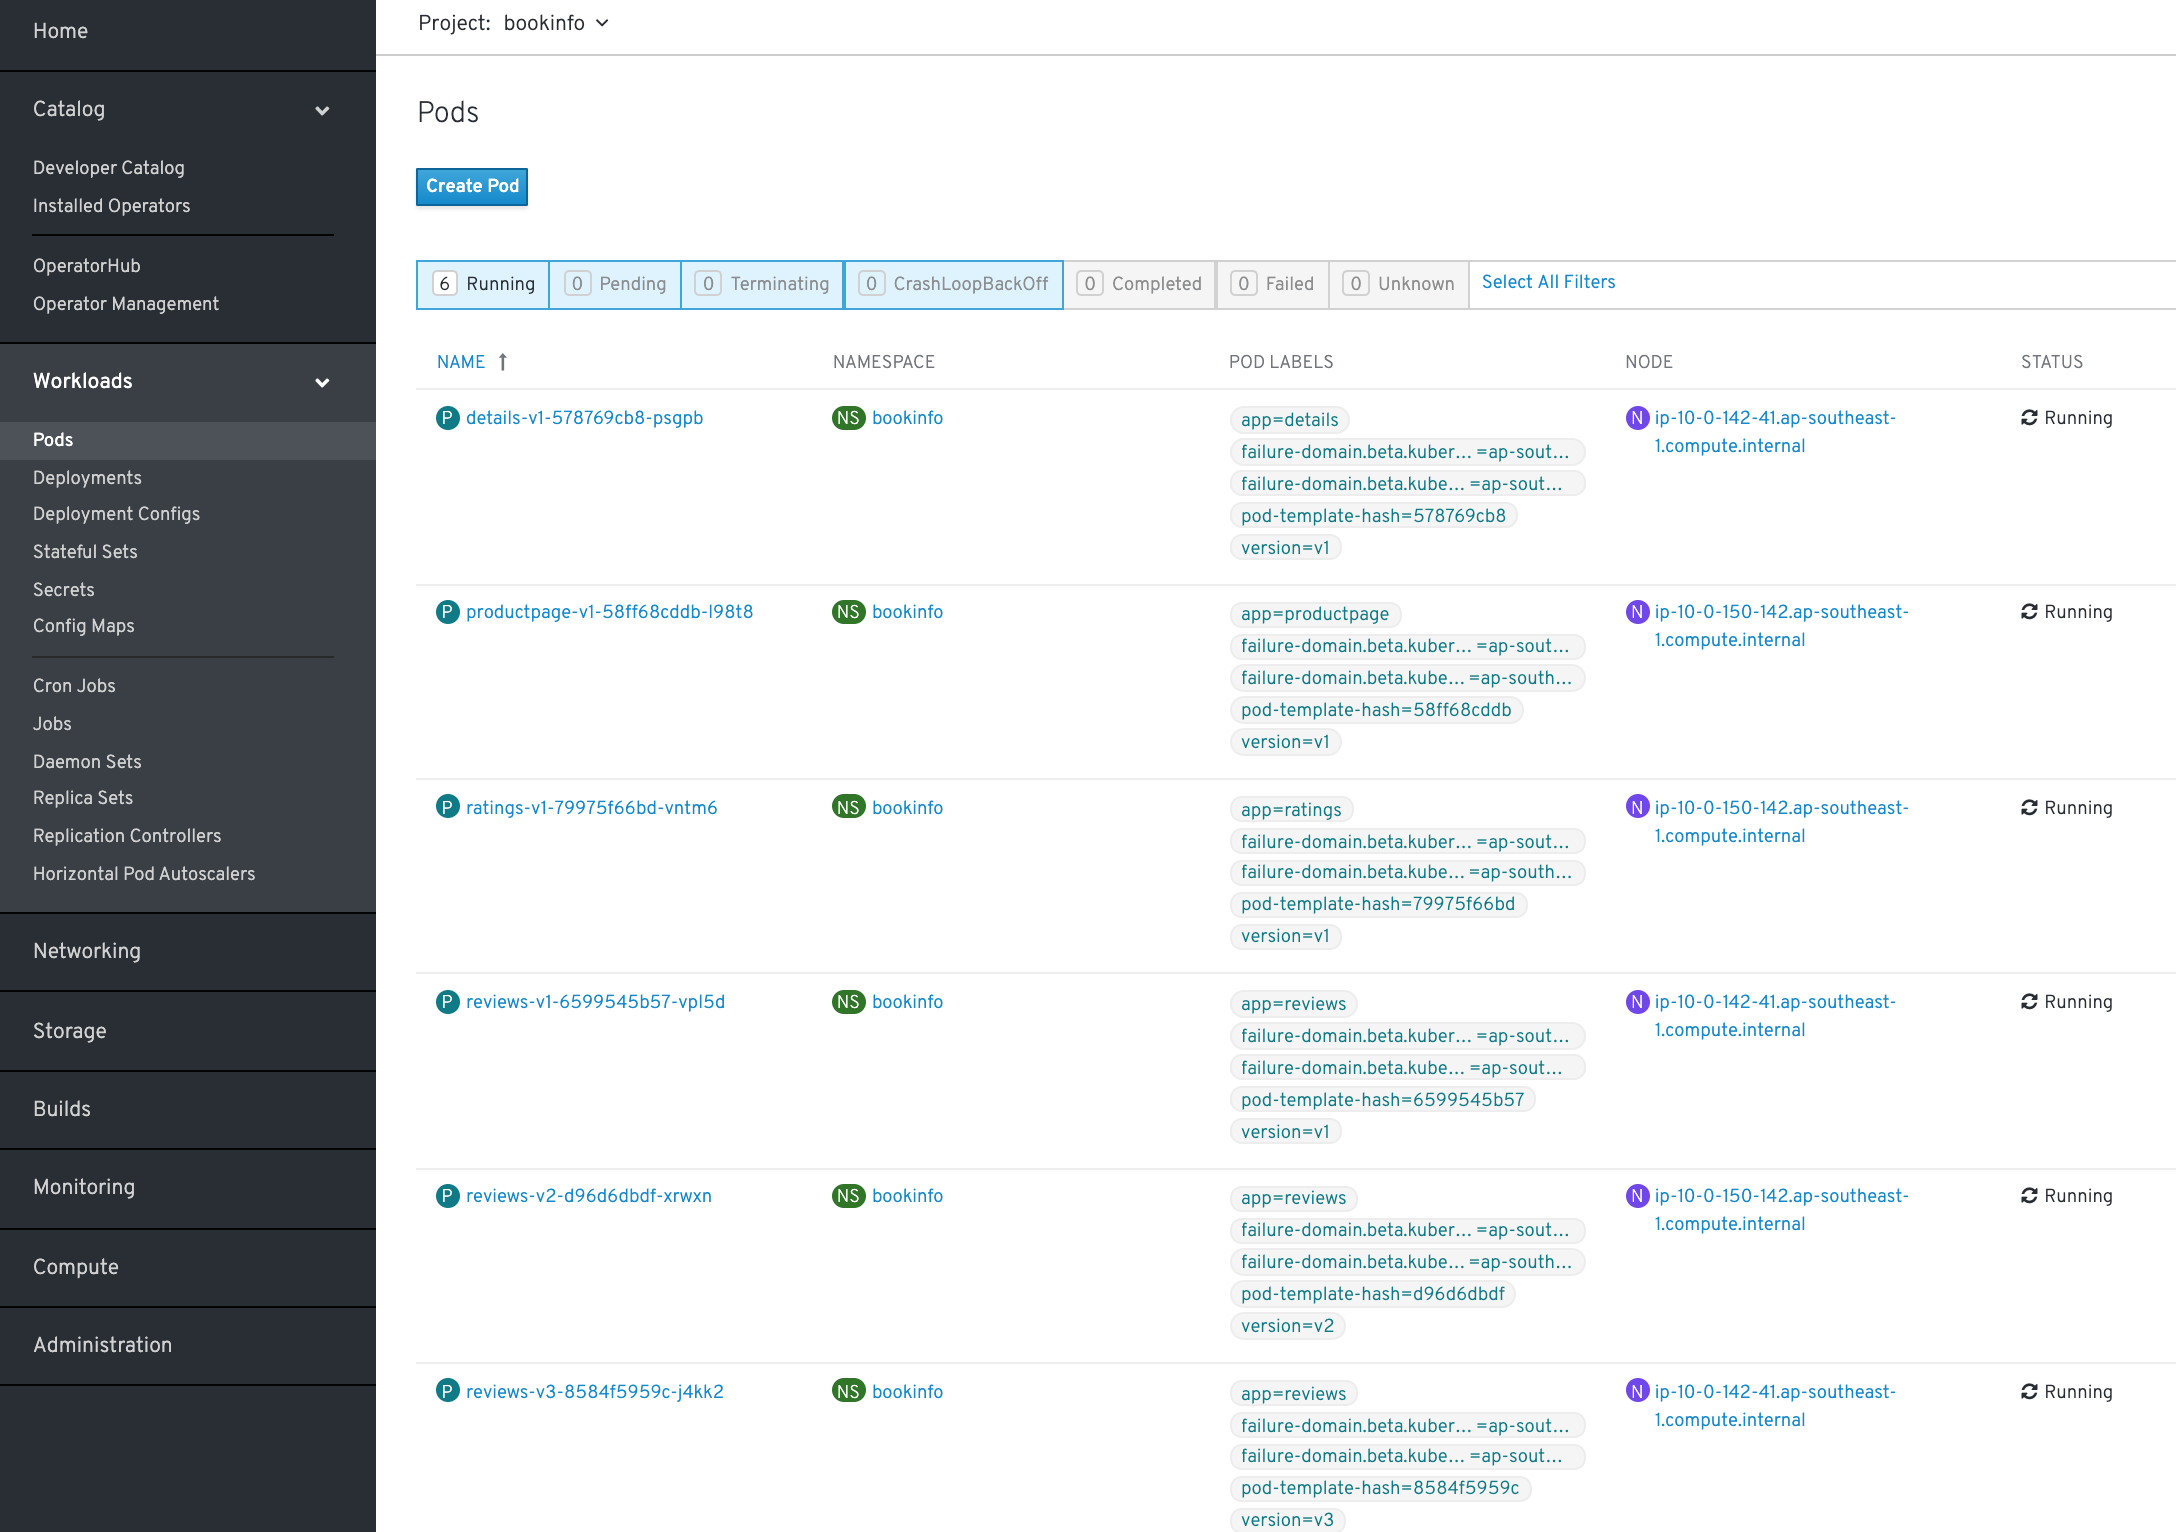 Home
Catalog
Developer Catalog
Installed Operators
OperatorHub
Operator Management
Workloads
Pods
Deployments
Deployment Configs
Stateful Sets
Secrets
Config Maps
Cron Jobs
Jobs
Daemon Sets
Replica Sets
Replication Controllers
Horizontal Pod Autoscalers
Networking
Storage
Builds
Monitoring
Compute
Administration
Project: bookinfo
Pods
Create Pod
6 Running 0 Pending 0 Terminating 0 CrashLoopBackOff 0 Completed 0 Failed 0 Unknown Select All Filters
NAME NAMESPACE POD LABELS NODE STATUS
P details-v1-578769cb8-psgpb NS bookinfo app=details N ip-10-0-142-41.ap-southeast- Running
failure-domain.beta.kuber... =ap-sout... 1.compute.internal
failure-domain.beta.kube... =ap-sout...
pod-template-hash=578769cb8
version=v1
P productpage-v1-58ff68cddb-l98t8 NS bookinfo app=productpage N ip-10-0-150-142.ap-southeast- Running
failure-domain.beta.kuber... =ap-sout... 1.compute.internal
failure-domain.beta.kube... =ap-south...
pod-template-hash=58ff68cddb
version=v1
P ratings-v1-79975f66bd-vntm6 NS bookinfo app=ratings N ip-10-0-150-142.ap-southeast- Running
failure-domain.beta.kuber... =ap-sout... 1.compute.internal
failure-domain.beta.kube... =ap-south...
pod-template-hash=79975f66bd
version=v1
P reviews-v1-6599545b57-vpl5d NS bookinfo app=reviews N ip-10-0-142-41.ap-southeast- Running
failure-domain.beta.kuber... =ap-sout... 1.compute.internal
failure-domain.beta.kube... =ap-sout...
pod-template-hash=6599545b57
version=v1
P reviews-v2-d96d6dbdf-xrwxn NS bookinfo app=reviews N ip-10-0-150-142.ap-southeast- Running
failure-domain.beta.kuber... =ap-sout... 1.compute.internal
failure-domain.beta.kube... =ap-south...
pod-template-hash=d96d6dbdf
version=v2
P reviews-v3-8584f5959c-j4kk2 NS bookinfo app=reviews N ip-10-0-142-41.ap-southeast- Running
failure-domain.beta.kuber... =ap-sout... 1.compute.internal
failure-domain.beta.kube... =ap-sout...
pod-template-hash=8584f5959c
version=v3